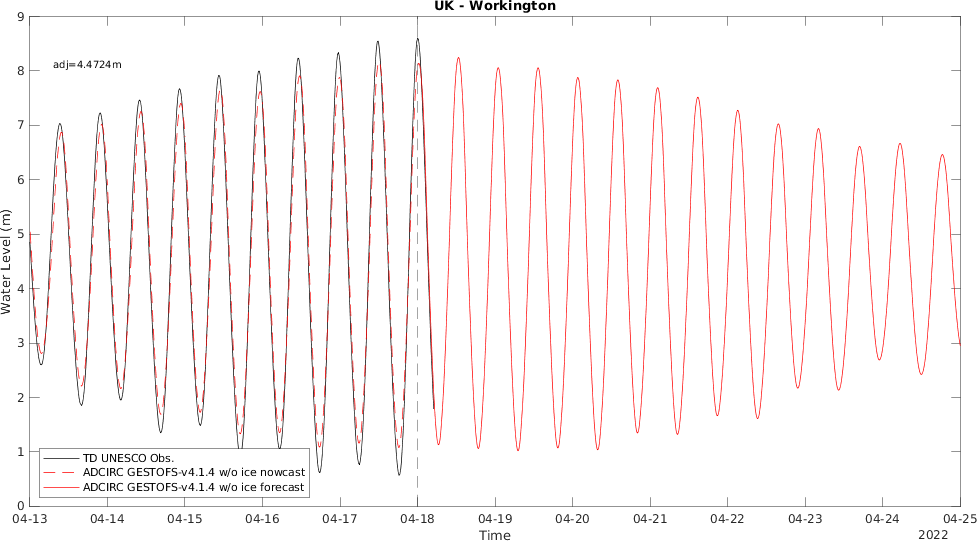 UK - Workington
adj=4.4724m
Water Level (m)
9
8
7
6
5
4
3
2
1
0
TD UNESCO Obs.
ADCIRC GESTOFS-v4.1.4 w/o ice nowcast
ADCIRC GESTOFS-v4.1.4 w/o ice forecast
04-13 04-14 04-15 04-16 04-17 04-18 04-19 04-20 04-21 04-22 04-23 04-24 04-25
Time
2022